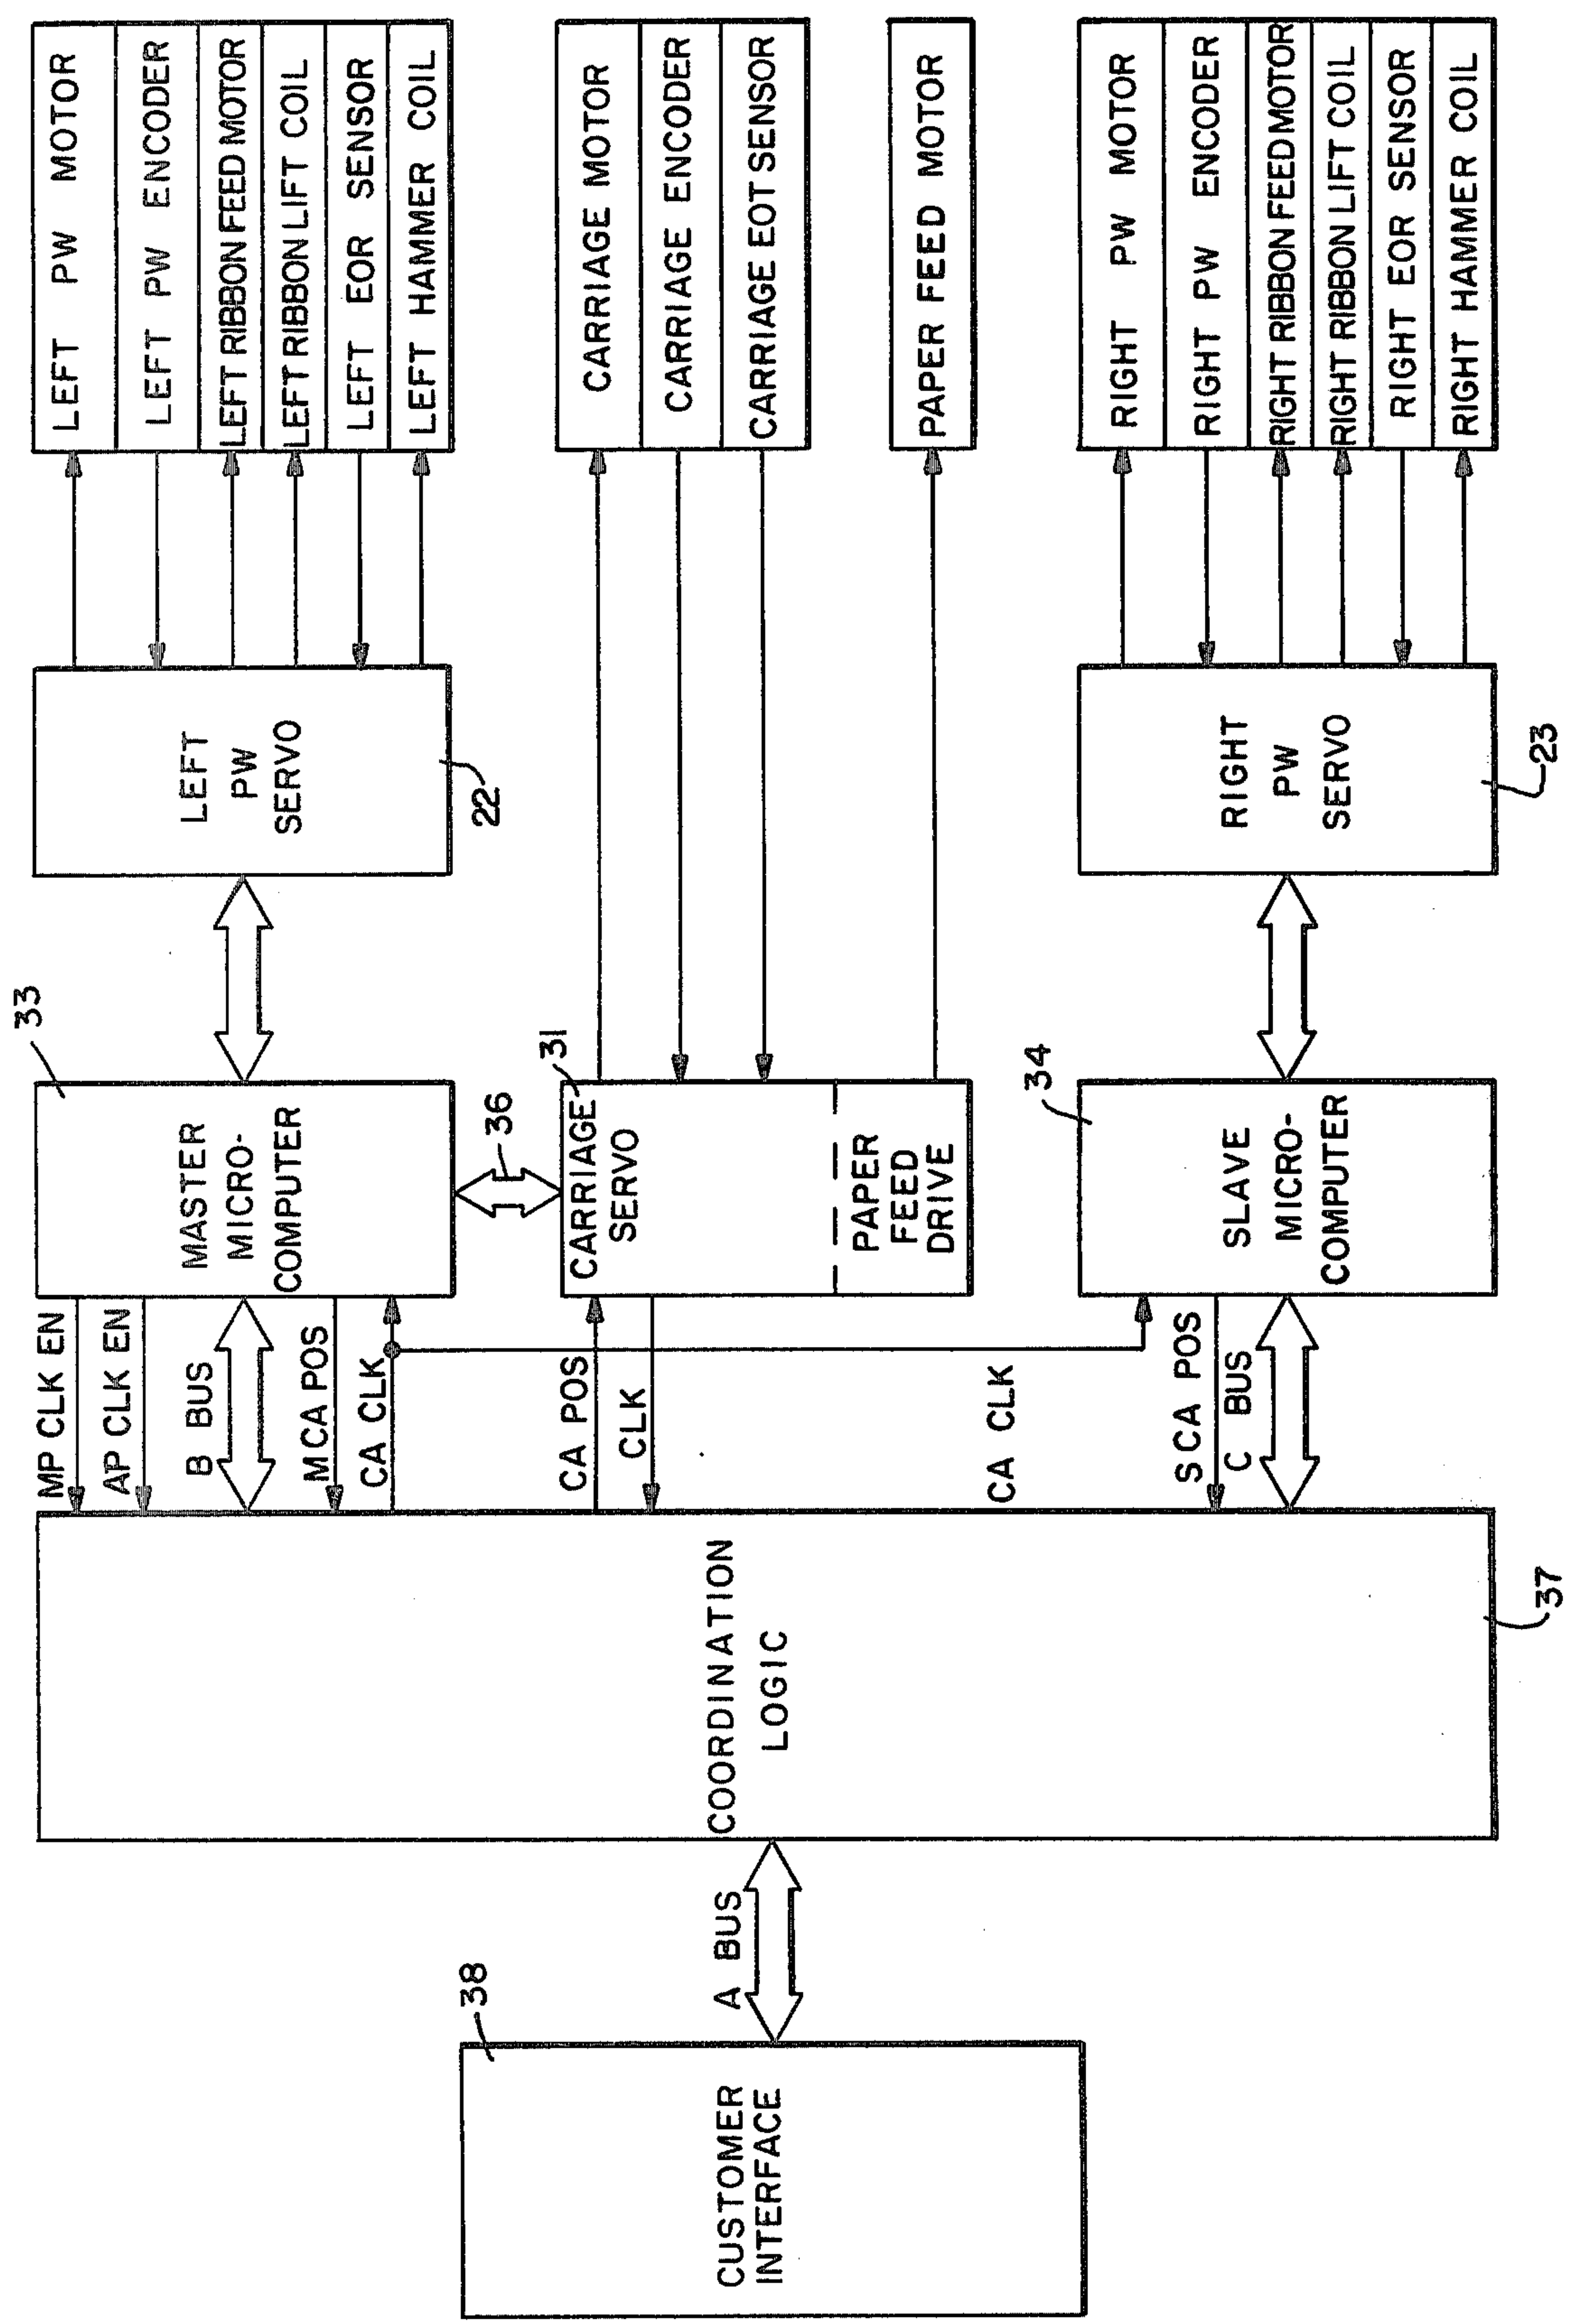 CUSTOMER
INTERFACE
38
A BUS
COORDINATION
LOGIC
37
MP CLK EN
AP CLK EN
B BUS
M CA POS
CA CLK
CA POS
CLK
CA CLK
S CA POS
C BUS
33
MASTER
MICRO-
COMPUTER
36
31
CARRIAGE
SERVO
PAPER
FEED
DRIVE
34
SLAVE
MICRO-
COMPUTER
LEFT
PW
SERVO
22
RIGHT
PW
SERVO
23
LEFT PW MOTOR
LEFT PW ENCODER
LEFT RIBBON FEED MOTOR
LEFT RIBBON LIFT COIL
LEFT EOR SENSOR
LEFT HAMMER COIL
CARRIAGE MOTOR
CARRIAGE ENCODER
CARRIAGE EOT SENSOR
PAPER FEED MOTOR
RIGHT PW MOTOR
RIGHT PW ENCODER
RIGHT RIBBON FEED MOTOR
RIGHT RIBBON LIFT COIL
RIGHT EOR SENSOR
RIGHT HAMMER COIL